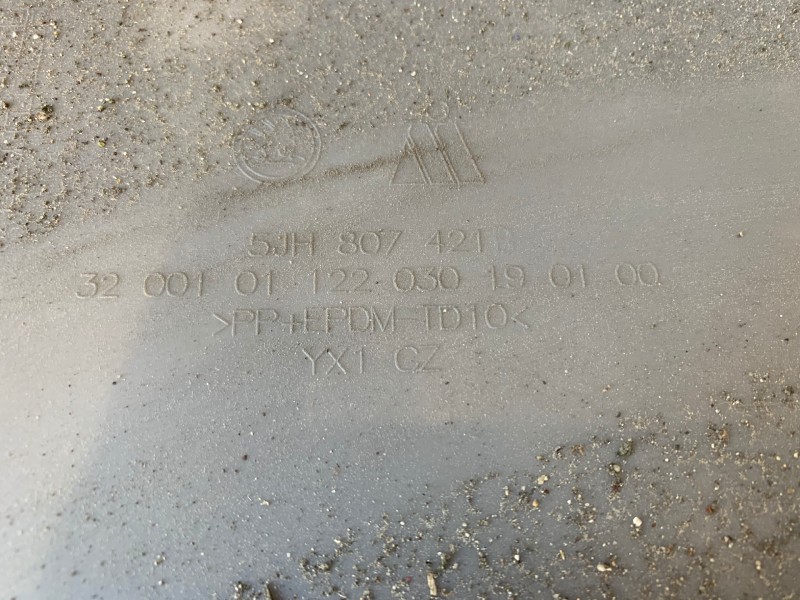 5JH 807 421
32 001 01 122 030 19 01 00
>PP+EPDM-TD10<
YX1 CZ